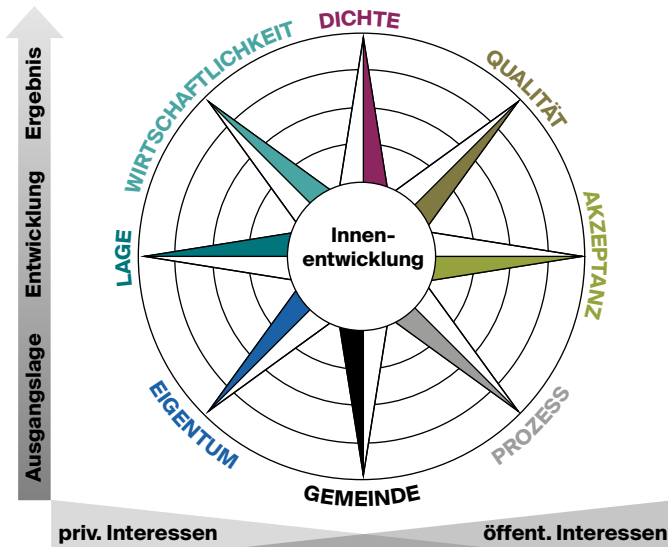 DICHTE
WIRTSCHAFTLICHKEIT
QUALITÄT
Ergebnis
Entwicklung
Ausgangslage
LAGE
Innen-
entwicklung
AKZEPTANZ
EIGENTUM
PROZESS
GEMEINDE
priv. Interessen
öffent. Interessen